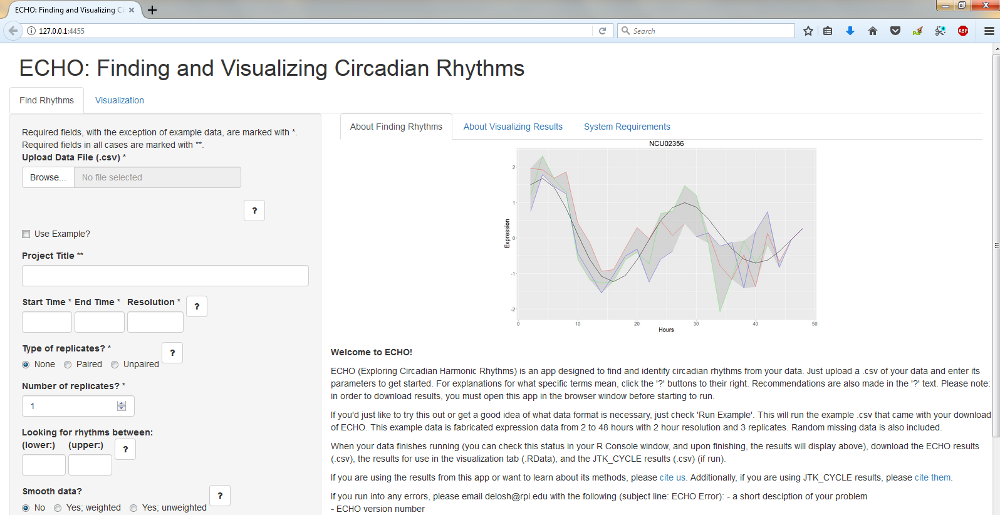 ECHO: Finding and Visualizing Ci
127.0.0.1:4455
Search
ABP
ECHO: Finding and Visualizing Circadian Rhythms
Find Rhythms
Visualization
Required fields, with the exception of example data, are marked with *.
Required fields in all cases are marked with **.
Upload Data File (.csv) *
Browse...
No file selected
?
Use Example?
Project Title **
Start Time * End Time * Resolution *
?
Type of replicates? *
?
None Paired Unpaired
Number of replicates? *
1
Looking for rhythms between:
(lower:) (upper:)
?
Smooth data?
?
No Yes; weighted Yes; unweighted
About Finding Rhythms
About Visualizing Results
System Requirements
NCU02356
2
1
0
-1
-2
Expression
0 10 20 30 40 50
Hours
Welcome to ECHO!
ECHO (Exploring Circadian Harmonic Rhythms) is an app designed to find and identify circadian rhythms from your data. Just upload a .csv of your data and enter its
parameters to get started. For explanations for what specific terms mean, click the '?' buttons to their right. Recommendations are also made in the '?' text. Please note:
in order to download results, you must open this app in the browser window before starting to run.
If you'd just like to try this out or get a good idea of what data format is necessary, just check 'Run Example'. This will run the example .csv that came with your download
of ECHO. This example data is fabricated expression data from 2 to 48 hours with 2 hour resolution and 3 replicates. Random missing data is also included.
When your data finishes running (you can check this status in your R Console window, and upon finishing, the results will display above), download the ECHO results
(.csv), the results for use in the visualization tab (.RData), and the JTK_CYCLE results (.csv) (if run).
If you are using the results from this app or want to learn about its methods, please cite us. Additionally, if you are using JTK_CYCLE results, please cite them.
If you run into any errors, please email delosh@rpi.edu with the following (subject line: ECHO Error): - a short desciption of your problem
- ECHO version number